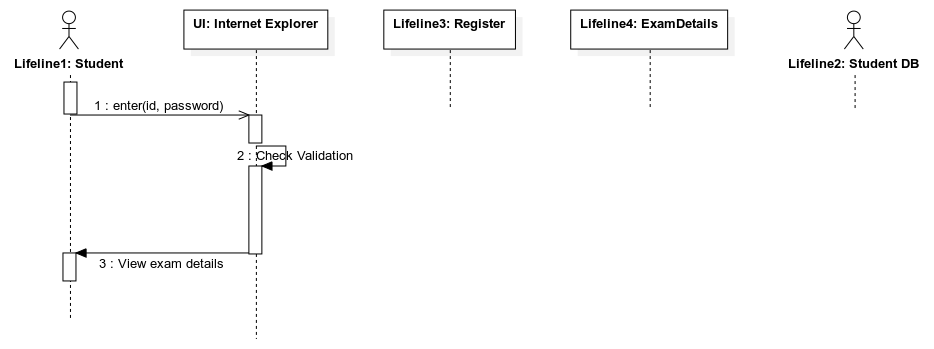 UI: Internet Explorer
Lifeline3: Register
Lifeline4: ExamDetails
Lifeline1: Student
Lifeline2: Student DB
1 : enter(id, password)
2 : Check Validation
3 : View exam details